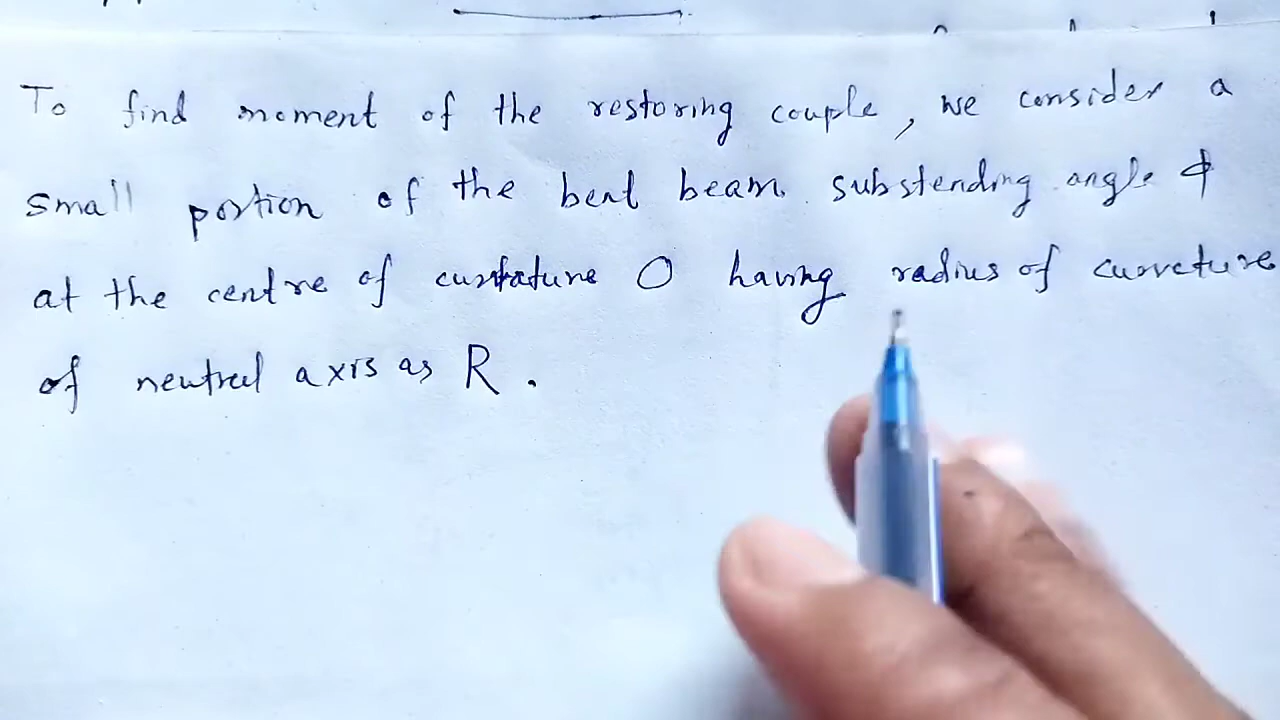 To find moment of the restoring couple, we consider a
small portion of the bent beam. substending angle ϕ
at the centre of curvature O having radius of curveture
of neutral axis as R.